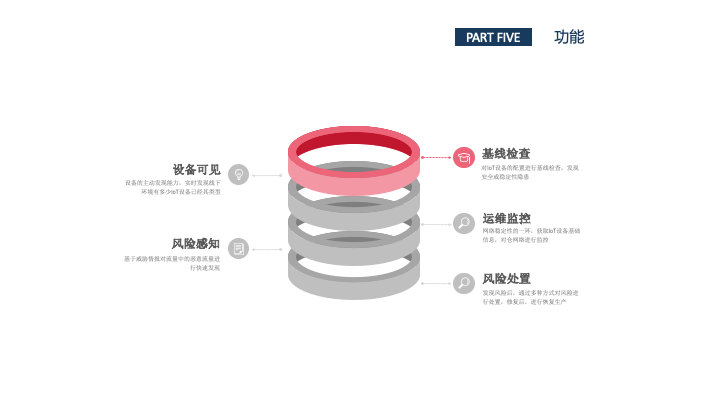 PART FIVE
功能
设备可见
设备的主动发现能力，实时发现线下
环境有多少IoT设备已经其类型
风险感知
基于威胁情报对流量中的恶意流量进
行快速发现
基线检查
对IoT设备的配置进行基线检查，发现
安全或稳定性隐患
运维监控
网络稳定性的一环，获取IoT设备基础
信息，对仓网络进行监控
风险处置
发现风险后，通过多种方式对风险进
行处置，修复后，进行恢复生产